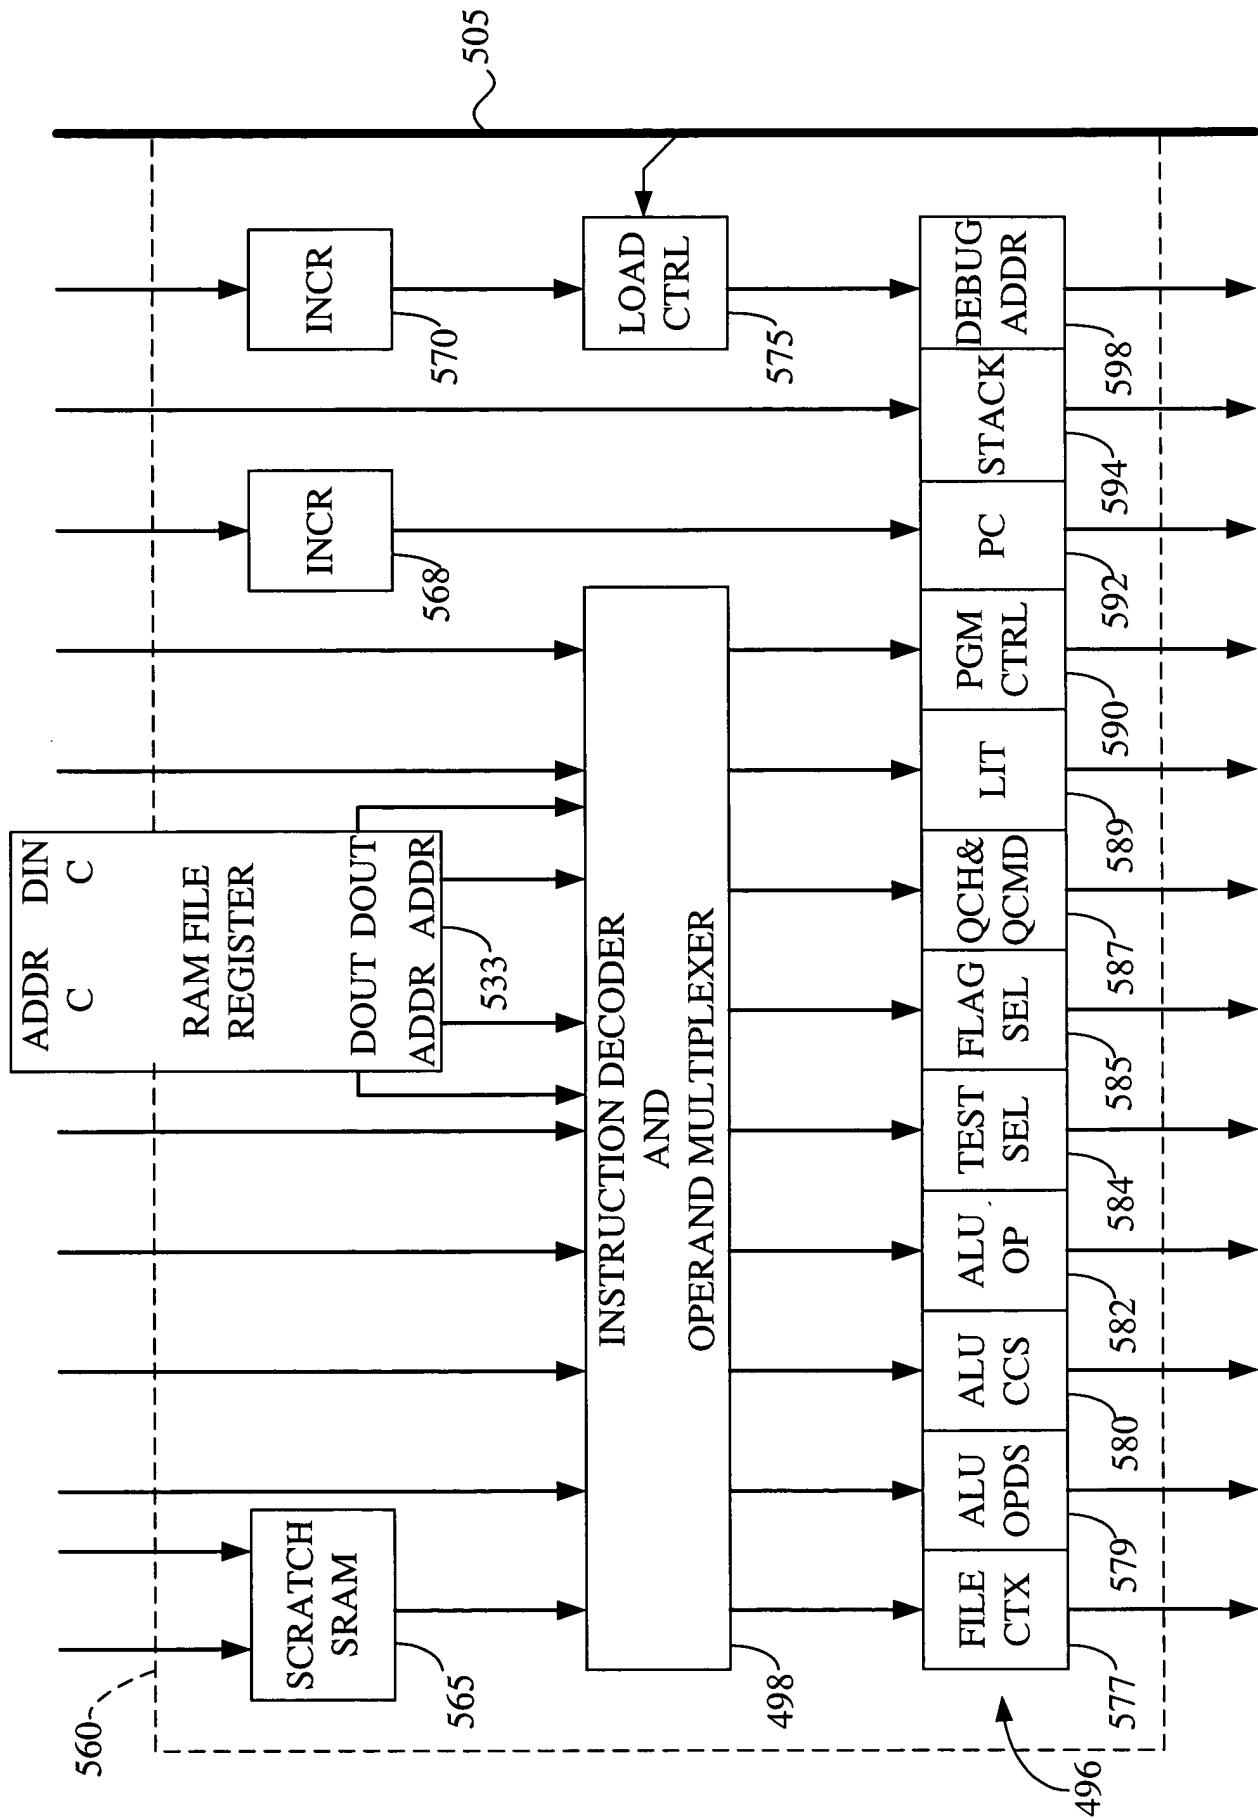 560
SCRATCH
SRAM
565
ADDR
C
DIN
C
RAM FILE
REGISTER
DOUT DOUT
ADDR ADDR
533
INCR
568
INCR
570
505
INSTRUCTION DECODER
AND
OPERAND MULTIPLEXER
498
LOAD
CTRL
575
496
FILE
CTX
577
ALU
OPDS
579
ALU
CCS
580
ALU
OP
582
TEST
SEL
584
FLAG
SEL
585
QCH&
QCMD
587
LIT
589
PGM
CTRL
590
PC
592
STACK
594
DEBUG
ADDR
598